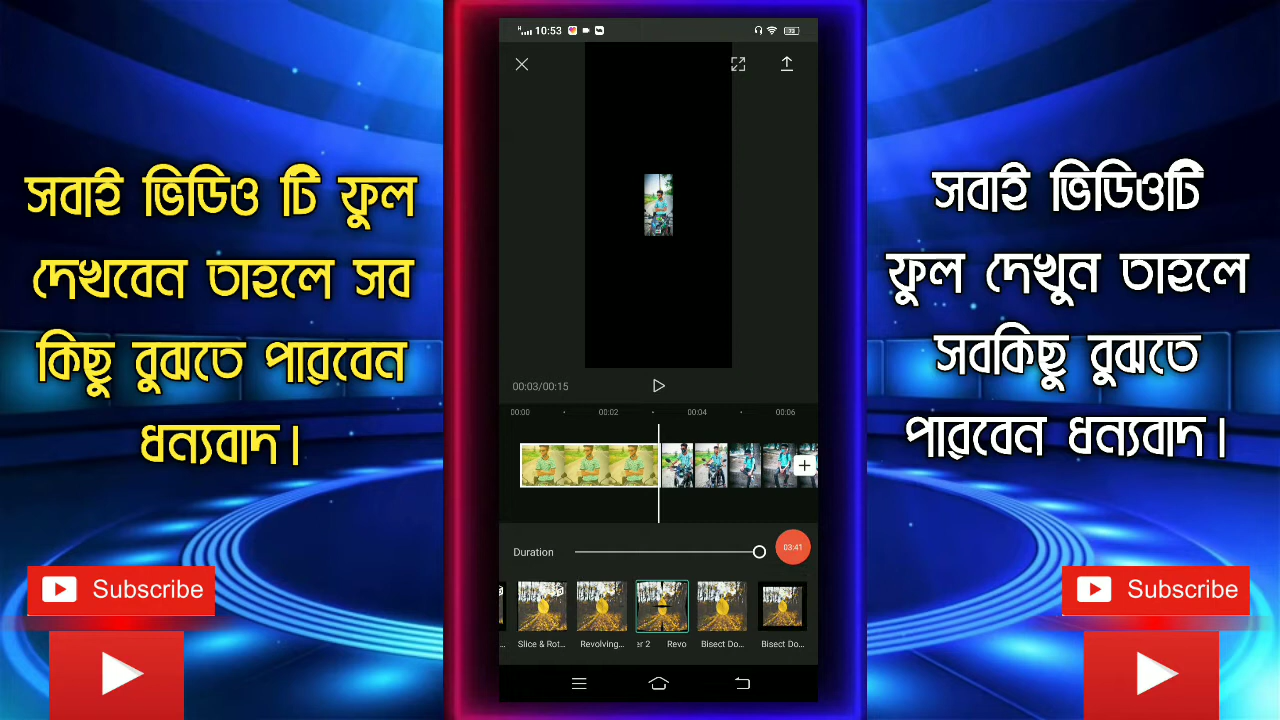 সবাই ভিডিও টি ফুল
দেখবেন তাহলে সব
কিছু বুঝতে পারবেন
ধন্যবাদ।
Subscribe
10:53
00:03/00:15
00:00
00:02
00:04
00:06
Duration
03:41
Slice & Rot...
Revolving...
er 2 Revo
Bisect Do...
Bisect Do...
সবাই ভিডিওটি
ফুল দেখুন তাহলে
সবকিছু বুঝতে
পারবেন ধন্যবাদ।
Subscribe